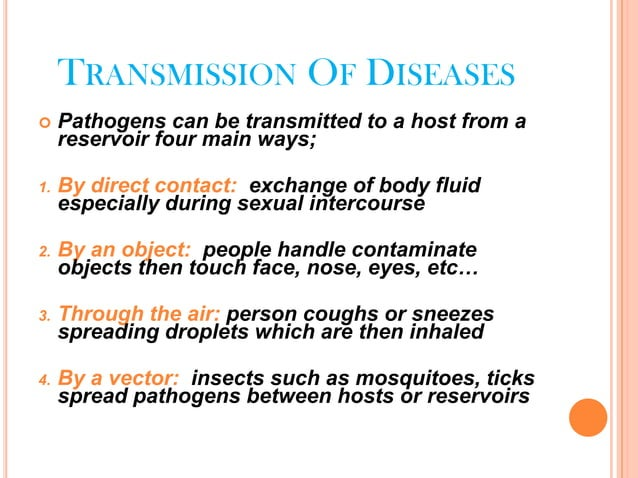 Transmission Of Diseases
Pathogens can be transmitted to a host from a
reservoir four main ways;
1. By direct contact: exchange of body fluid
especially during sexual intercourse
2. By an object: people handle contaminate
objects then touch face, nose, eyes, etc…
3. Through the air: person coughs or sneezes
spreading droplets which are then inhaled
4. By a vector: insects such as mosquitoes, ticks
spread pathogens between hosts or reservoirs